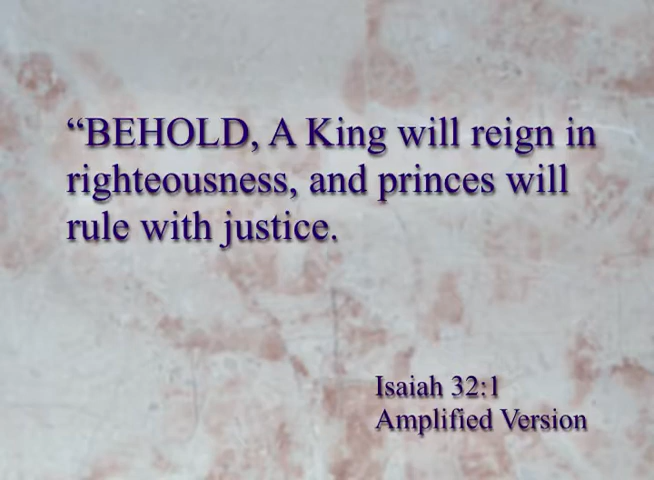 “BEHOLD, A King will reign in
righteousness, and princes will
rule with justice.
Isaiah 32:1
Amplified Version